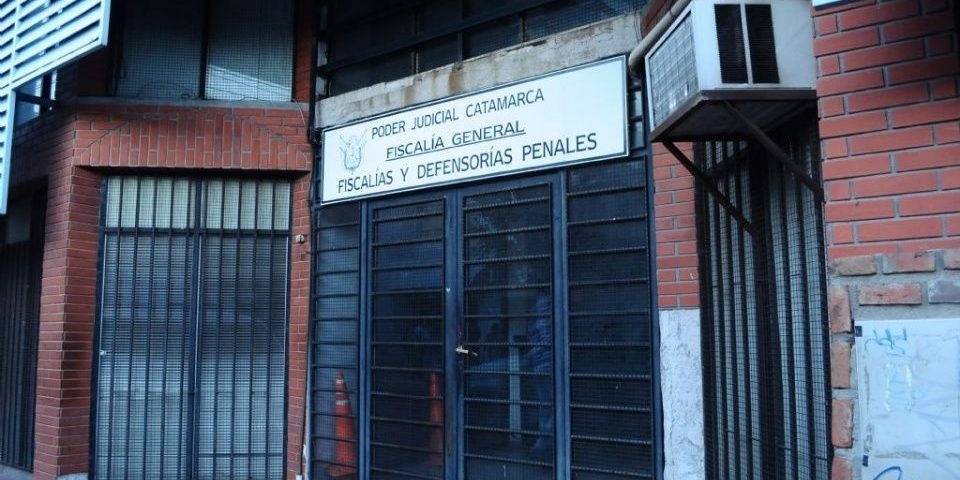 PODER JUDICIAL CATAMARCA
FISCALÍA GENERAL
FISCALÍAS Y DEFENSORÍAS PENALES